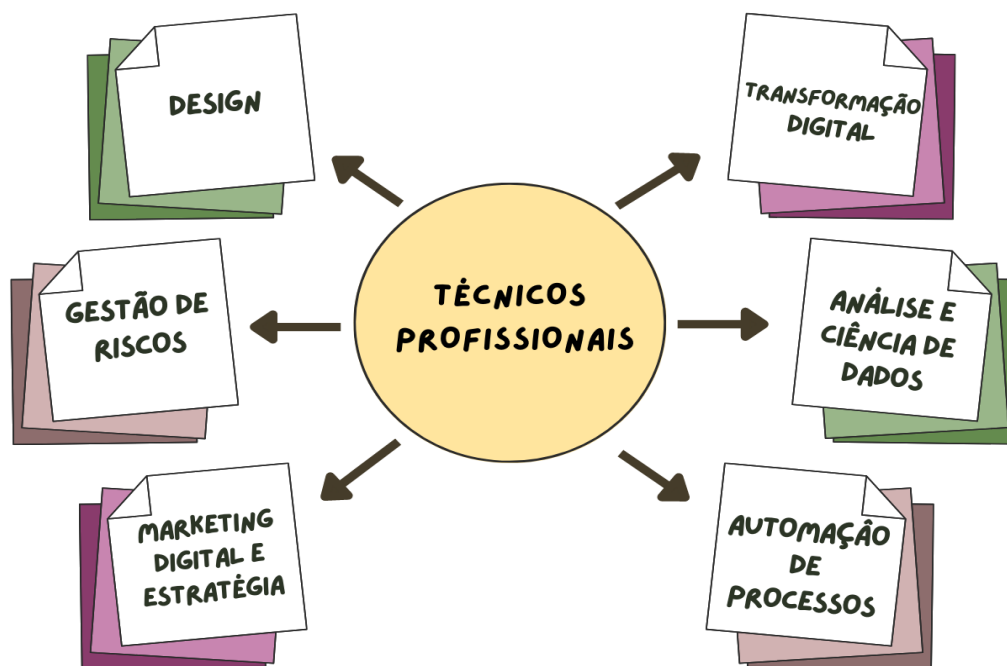 DESIGN
TRANSFORMAÇÃO
DIGITAL
TÉCNICOS
PROFISSIONAIS
GESTÃO DE
RISCOS
ANÁLISE E
CIÊNCIA DE
DADOS
MARKETING
DIGITAL E
ESTRATÉGIA
AUTOMAÇÃO
DE
PROCESSOS